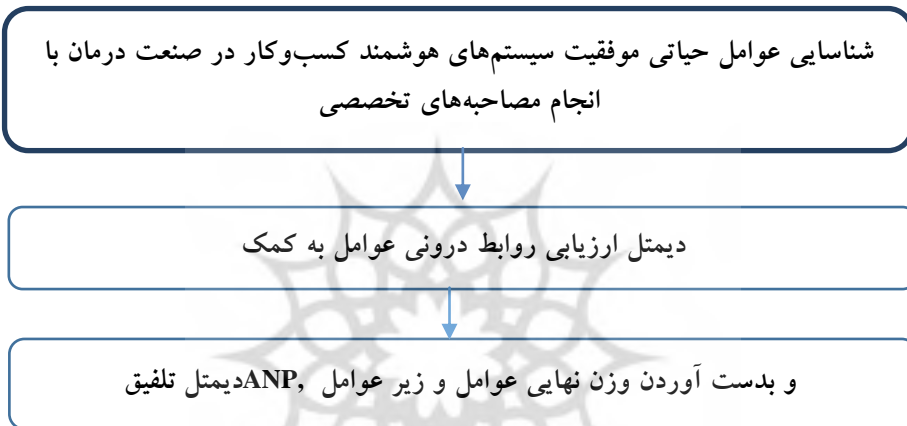 شناسایی عوامل حیاتی موفقیت سیستم‌های هوشمند کسب‌وکار در صنعت درمان با
انجام مصاحبه‌های تخصصی
دیمتل ارزیابی روابط درونی عوامل به کمک
و بدست آوردن وزن نهایی عوامل و زیر عوامل ,ANPدیمتل تلفیق